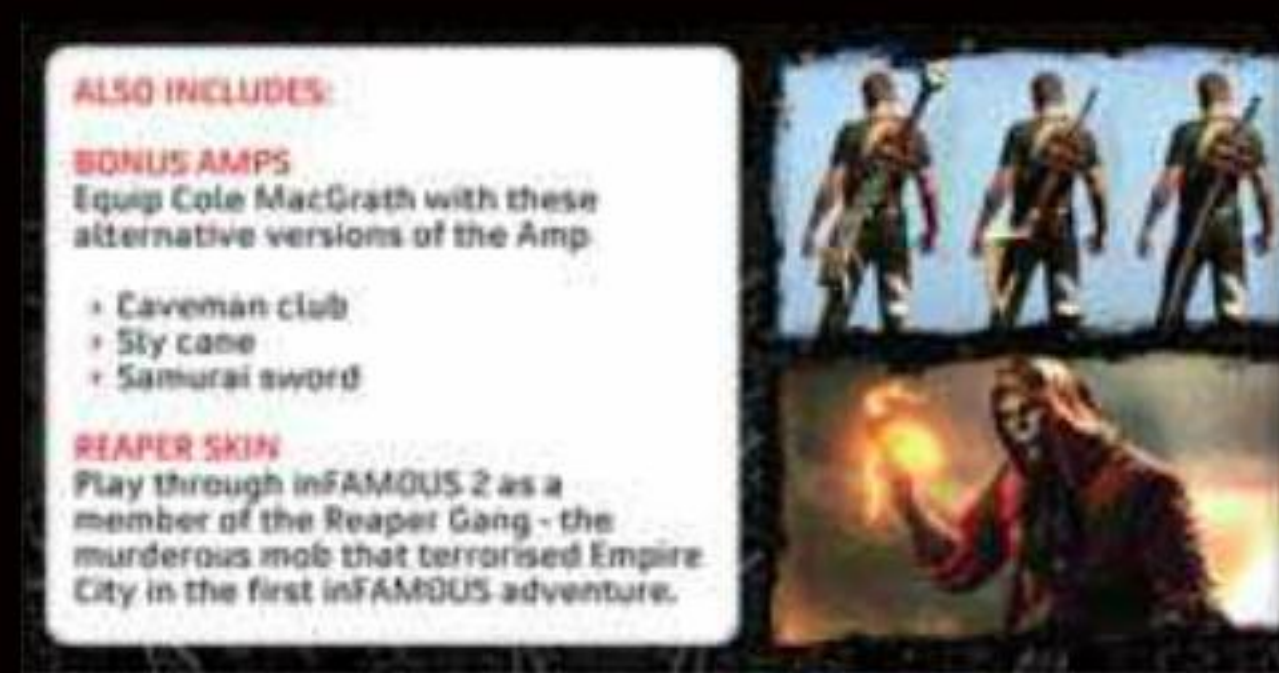 ALSO INCLUDES:
BONUS AMPS
Equip Cole MacGrath with these
alternative versions of the Amp
• Caveman club
• Sly cane
• Samurai sword
REAPER SKIN
Play through inFAMOUS 2 as a
member of the Reaper Gang - the
murderous mob that terrorised Empire
City in the first inFAMOUS adventure.